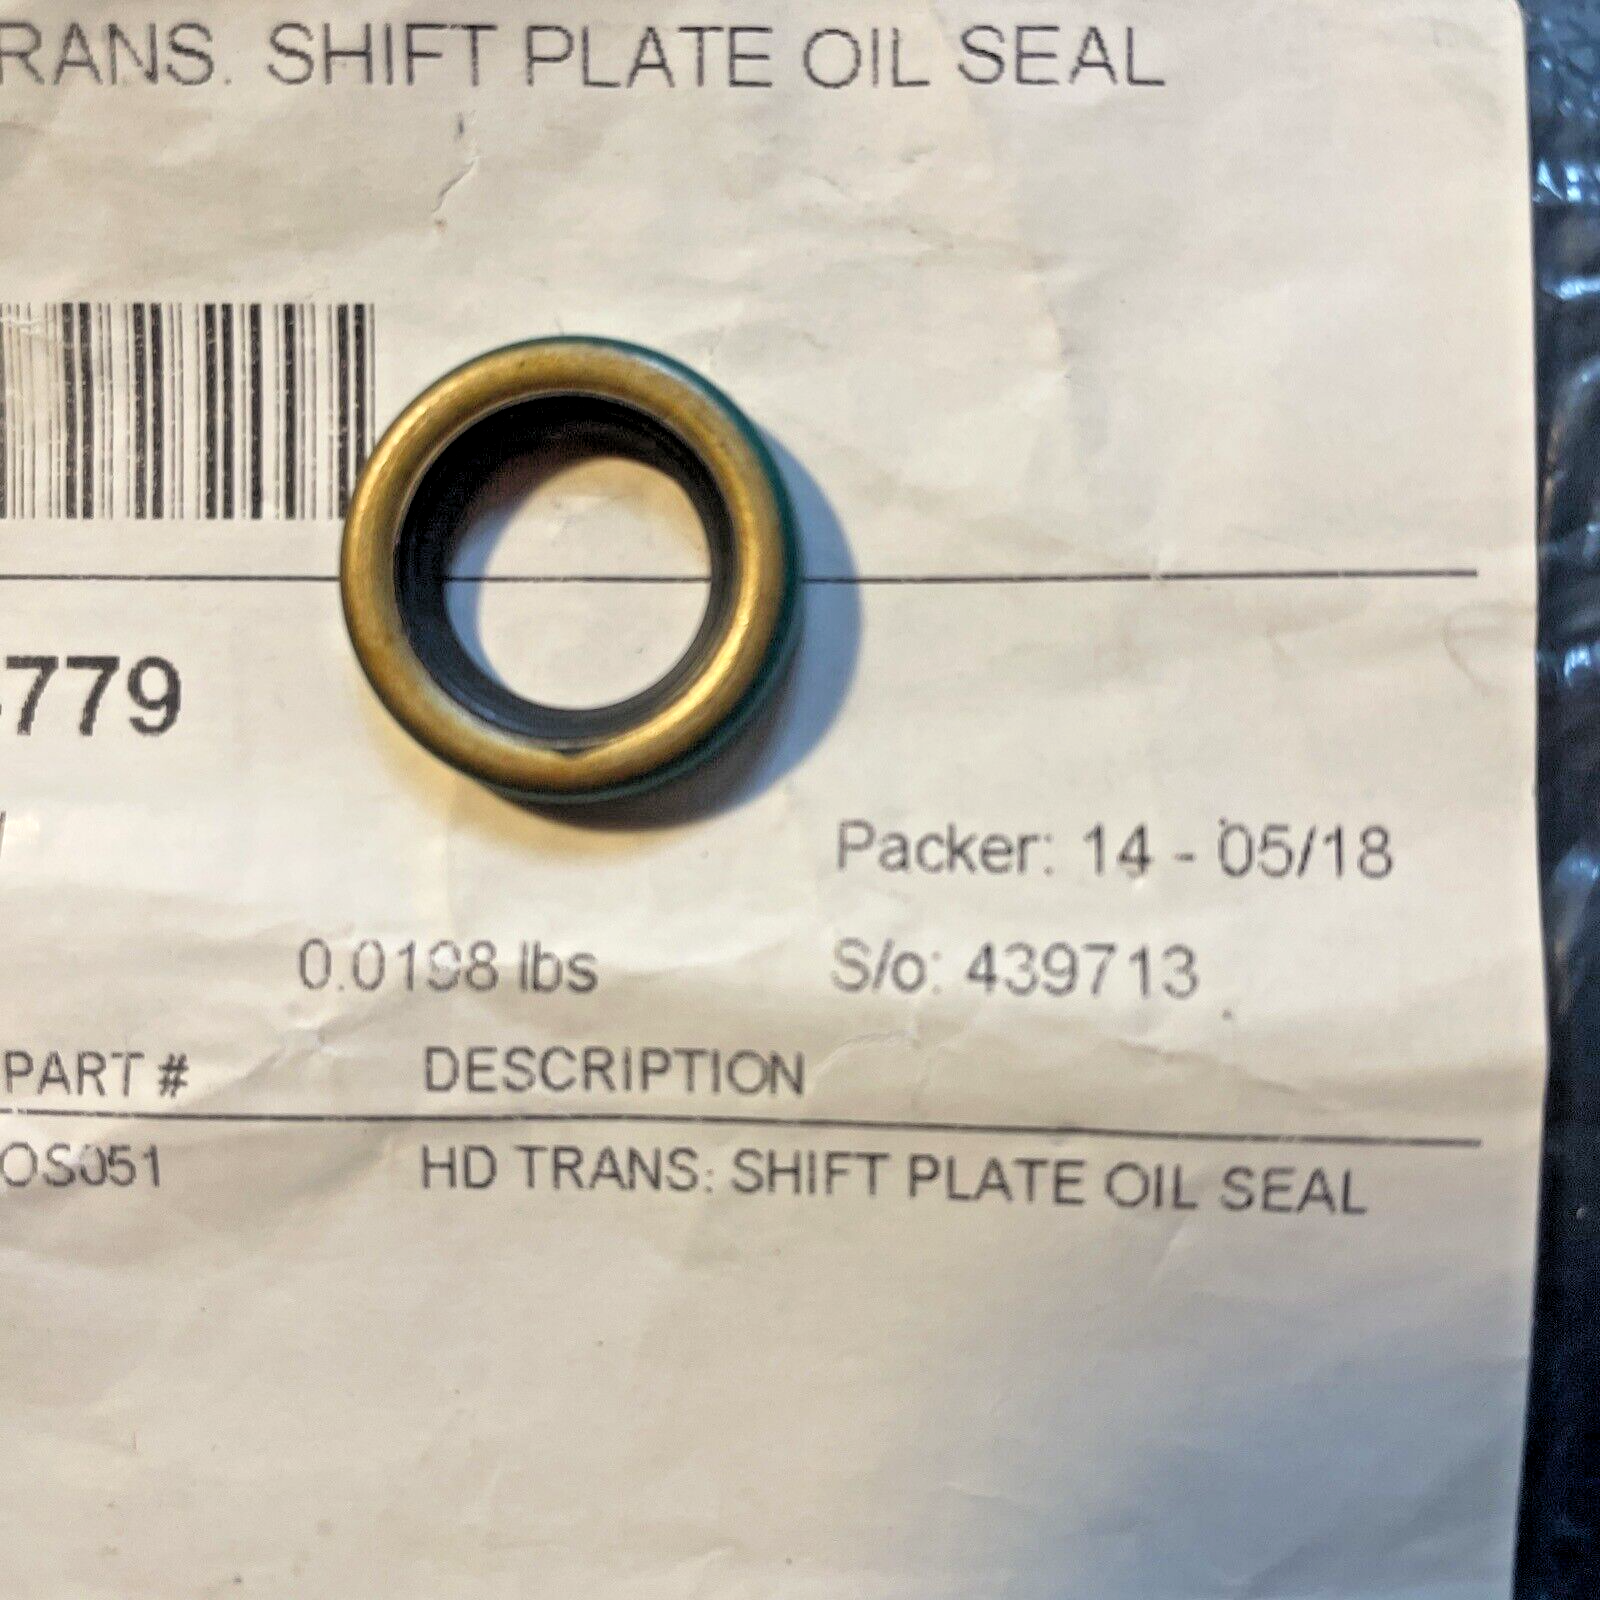 RANS. SHIFT PLATE OIL SEAL
779
Packer: 14 - 05/18
0.0198 lbs S/o: 439713
PART # DESCRIPTION
OS051 HD TRANS. SHIFT PLATE OIL SEAL